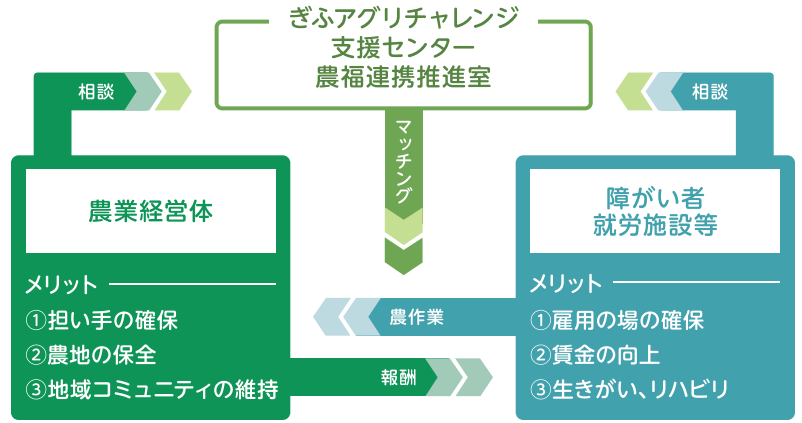 ぎふアグリチャレンジ
支援センター
農福連携推進室
相談
相談
マッチング
農業経営体
メリット
①担い手の確保
②農地の保全
③地域コミュニティの維持
障がい者
就労施設等
メリット
①雇用の場の確保
②賃金の向上
③生きがい、リハビリ
農作業
報酬